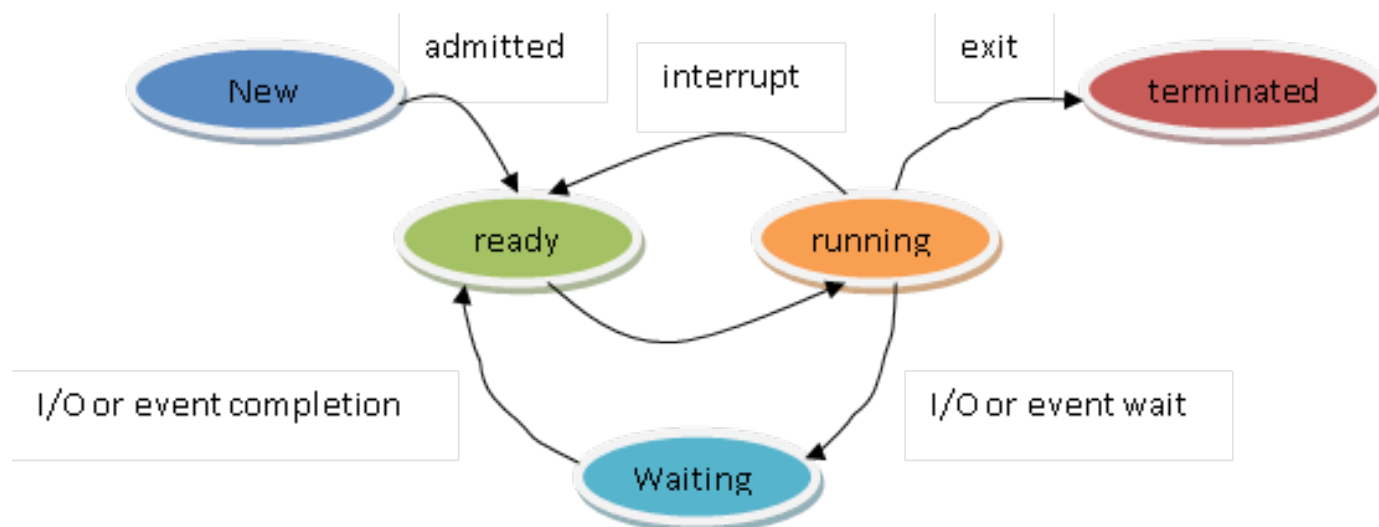 admitted
exit
New
interrupt
terminated
ready
running
I/O or event completion
I/O or event wait
Waiting